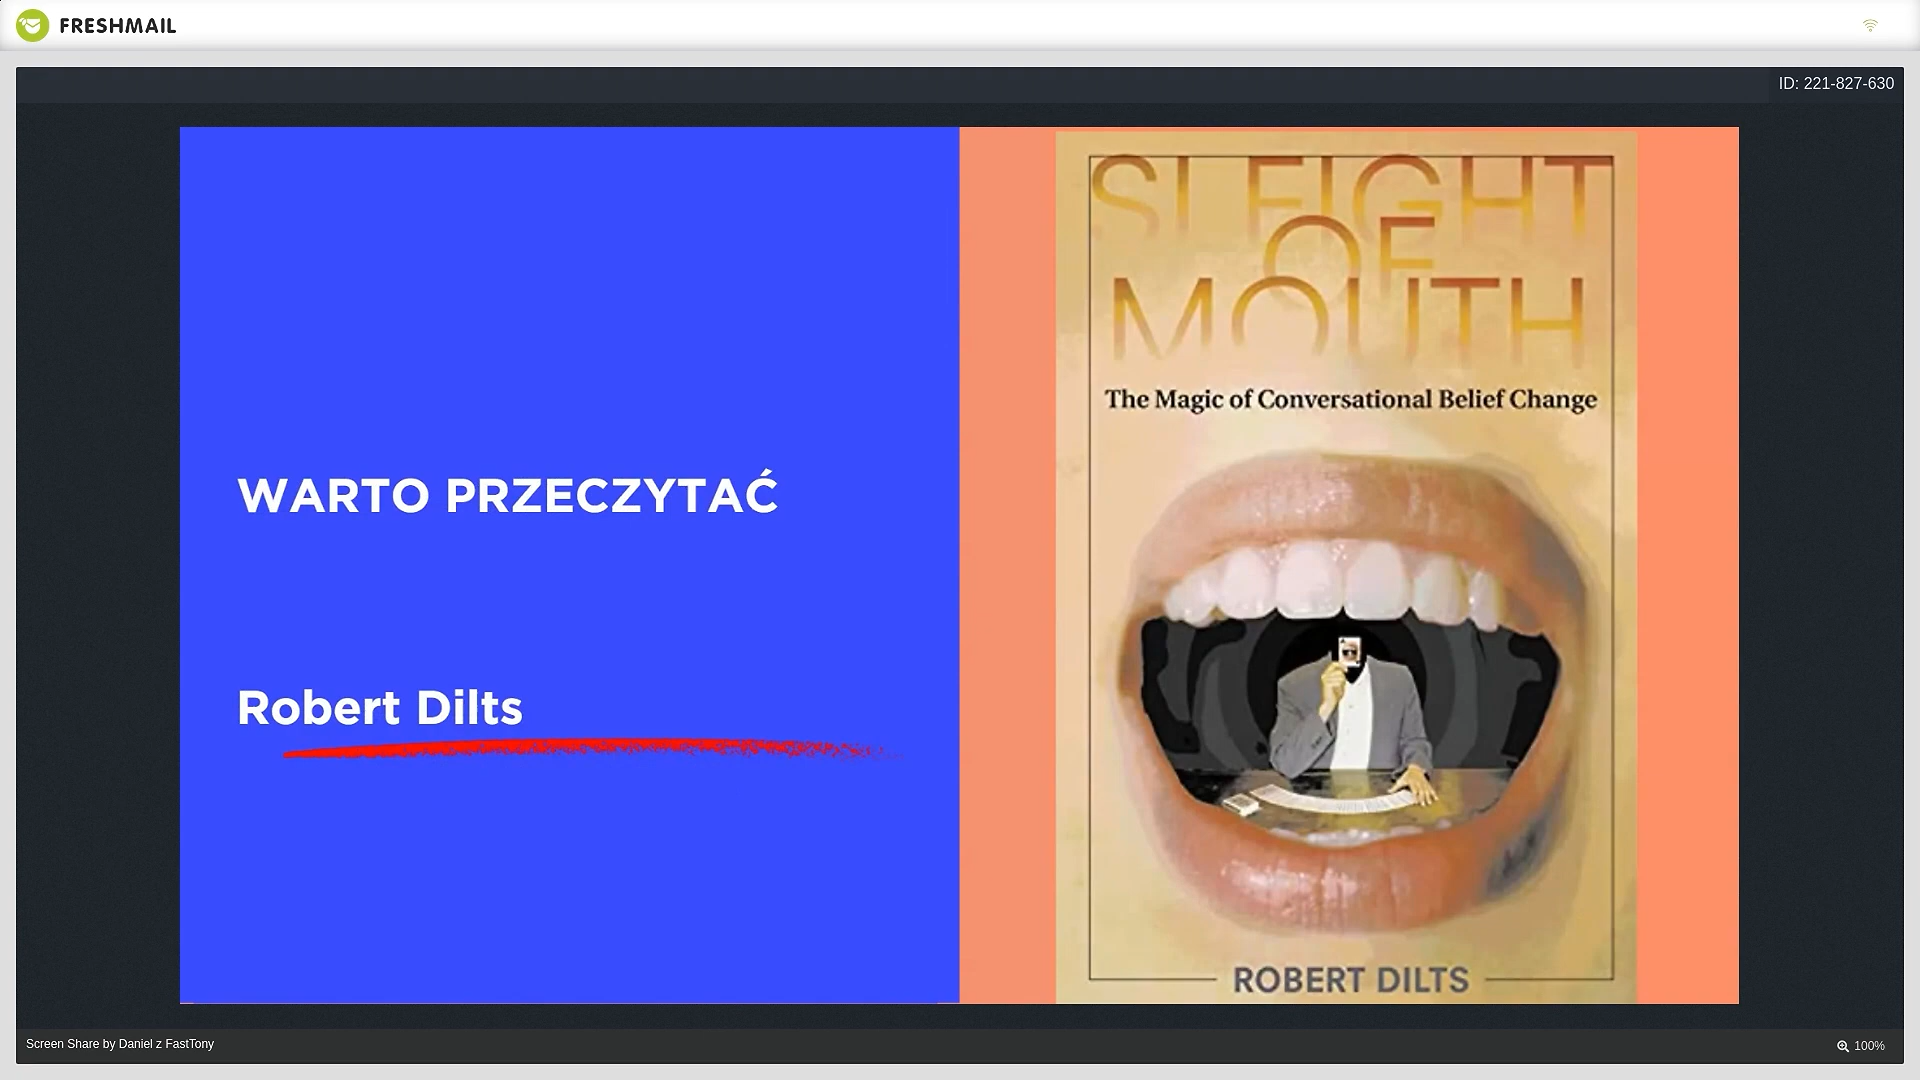 FRESHMAIL
ID: 221-827-630
WARTO PRZECZYTAĆ
Robert Dilts
SLEIGHT
OF
MOUTH
The Magic of Conversational Belief Change
ROBERT DILTS
Screen Share by Daniel z FastTony
100%